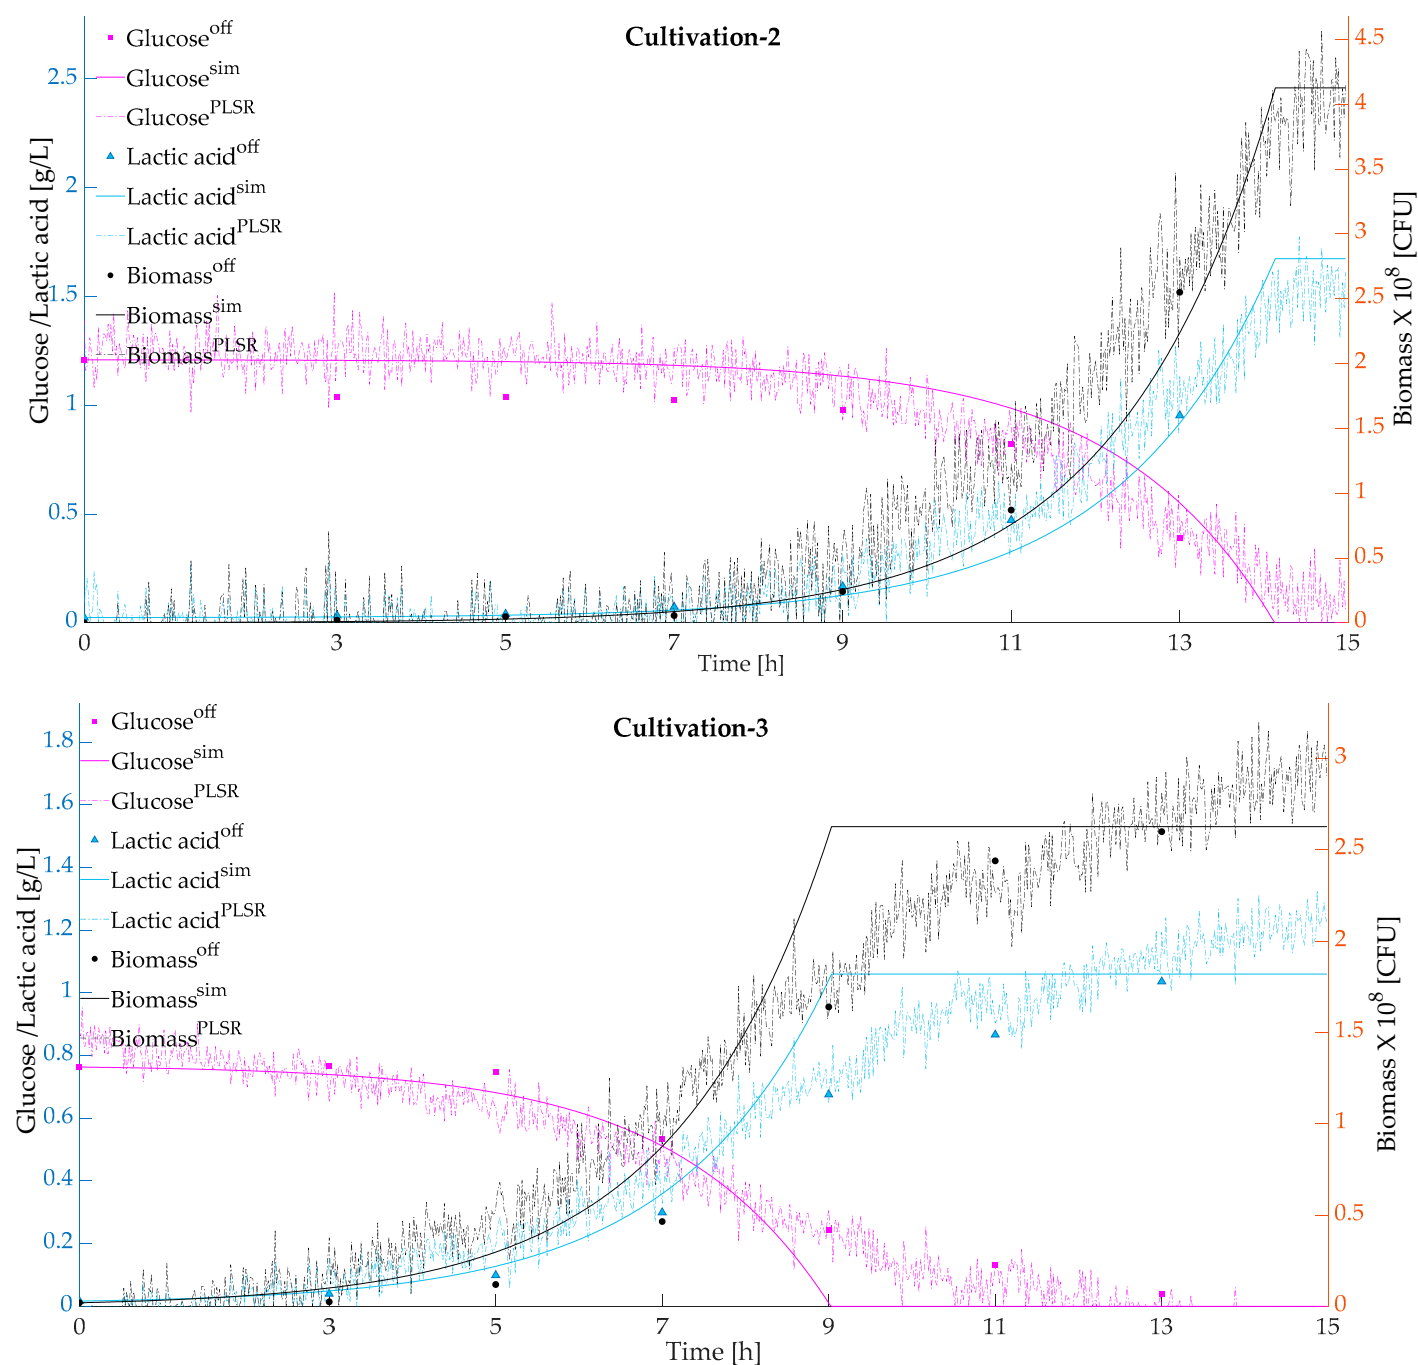 Cultivation-2
Glucose^off
Glucose^sim
Glucose^PLSR
Lactic acid^off
Lactic acid^sim
Lactic acid^PLSR
Biomass^off
Biomass^sim
Biomass^PLSR
Glucose /Lactic acid [g/L]
2.5
2
1.5
1
0.5
0
Biomass X 10^8 [CFU]
4.5
4
3.5
3
2.5
2
1.5
1
0.5
0
0 3 5 7 9 11 13 15
Time [h]
Cultivation-3
Glucose^off
Glucose^sim
Glucose^PLSR
Lactic acid^off
Lactic acid^sim
Lactic acid^PLSR
Biomass^off
Biomass^sim
Biomass^PLSR
Glucose /Lactic acid [g/L]
1.8
1.6
1.4
1.2
1
0.8
0.6
0.4
0.2
0
Biomass X 10^8 [CFU]
3
2.5
2
1.5
1
0.5
0
0 3 5 7 9 11 13 15
Time [h]